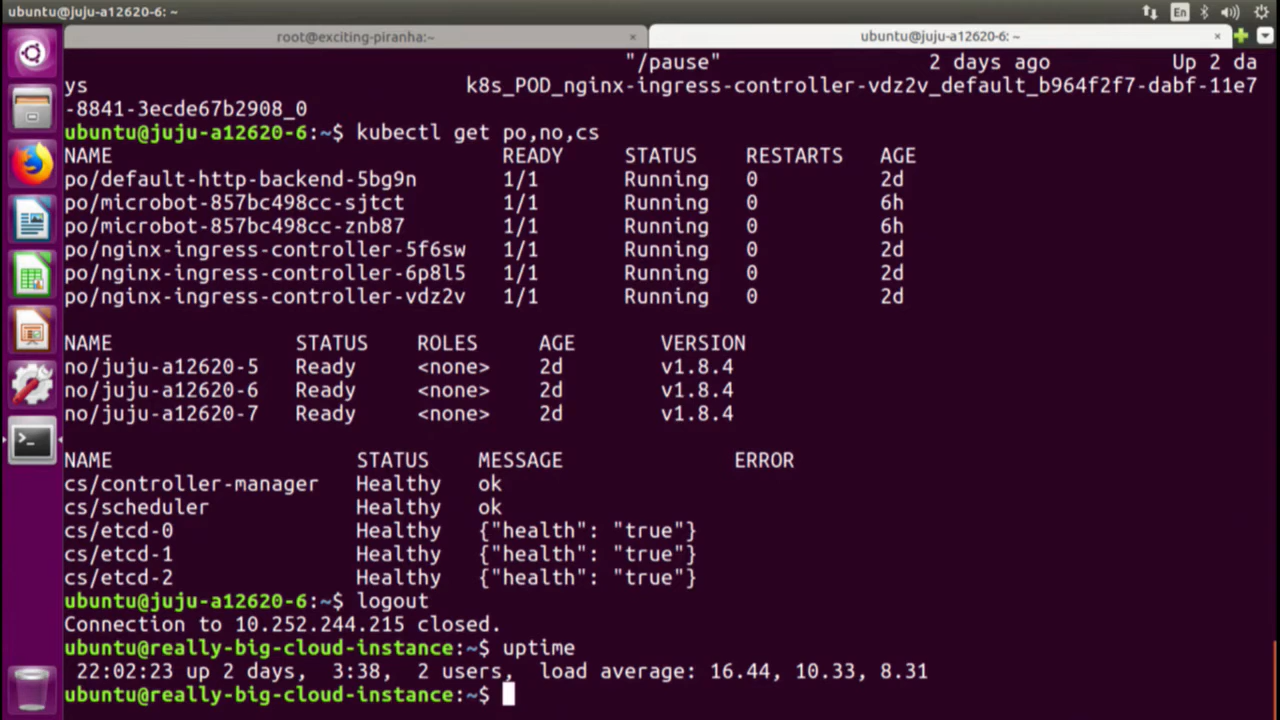 ubuntu@juju-a12620-6: ~
En
root@exciting-piranha:~ ×
ubuntu@juju-a12620-6: ~ ×
"/pause" 2 days ago Up 2 da
ys k8s_POD_nginx-ingress-controller-vdz2v_default_b964f2f7-dabf-11e7
-8841-3ecde67b2908_0
ubuntu@juju-a12620-6:~$ kubectl get po,no,cs
NAME READY STATUS RESTARTS AGE
po/default-http-backend-5bg9n 1/1 Running 0 2d
po/microbot-857bc498cc-sjtct 1/1 Running 0 6h
po/microbot-857bc498cc-znb87 1/1 Running 0 6h
po/nginx-ingress-controller-5f6sw 1/1 Running 0 2d
po/nginx-ingress-controller-6p8l5 1/1 Running 0 2d
po/nginx-ingress-controller-vdz2v 1/1 Running 0 2d
NAME STATUS ROLES AGE VERSION
no/juju-a12620-5 Ready <none> 2d v1.8.4
no/juju-a12620-6 Ready <none> 2d v1.8.4
no/juju-a12620-7 Ready <none> 2d v1.8.4
NAME STATUS MESSAGE ERROR
cs/controller-manager Healthy ok
cs/scheduler Healthy ok
cs/etcd-0 Healthy {"health": "true"}
cs/etcd-1 Healthy {"health": "true"}
cs/etcd-2 Healthy {"health": "true"}
ubuntu@juju-a12620-6:~$ logout
Connection to 10.252.244.215 closed.
ubuntu@really-big-cloud-instance:~$ uptime
22:02:23 up 2 days, 3:38, 2 users, load average: 16.44, 10.33, 8.31
ubuntu@really-big-cloud-instance:~$